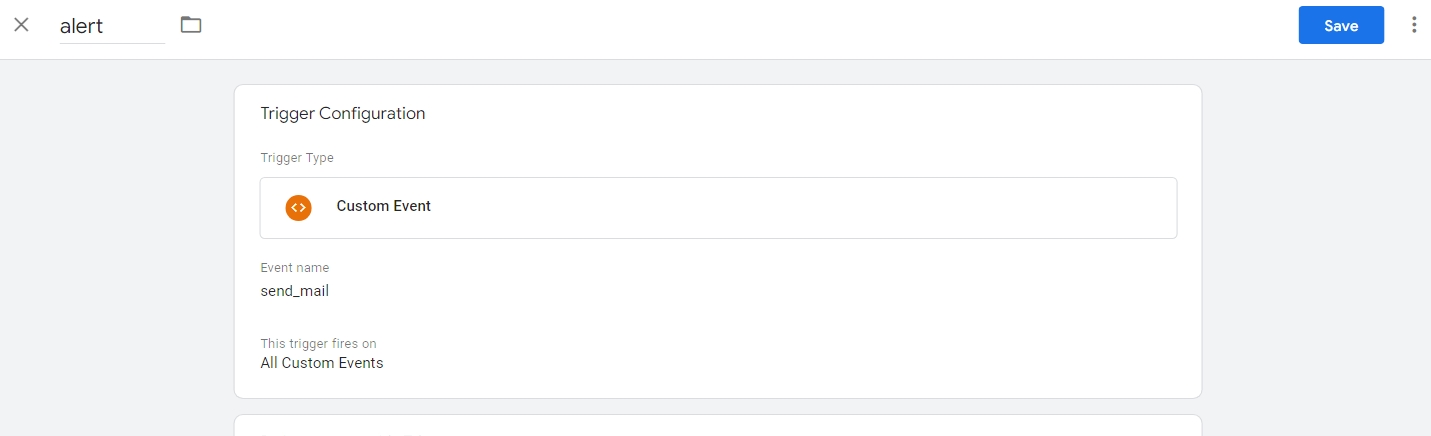 alert
Save
Trigger Configuration
Trigger Type
Custom Event
Event name
send_mail
This trigger fires on
All Custom Events